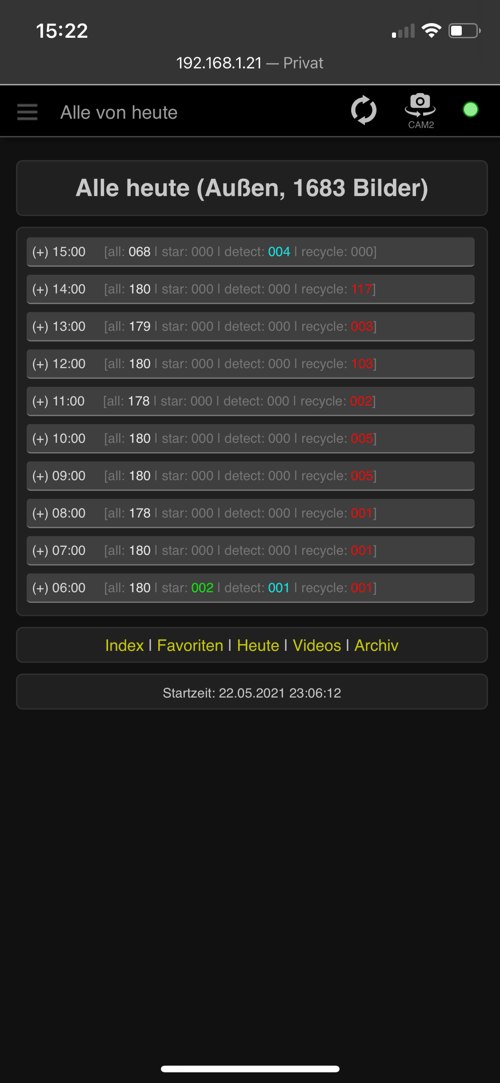 15:22
192.168.1.21 — Privat
Alle von heute
CAM2
Alle heute (Außen, 1683 Bilder)
(+) 15:00 [all: 068 | star: 000 | detect: 004 | recycle: 000]
(+) 14:00 [all: 180 | star: 000 | detect: 000 | recycle: 117]
(+) 13:00 [all: 179 | star: 000 | detect: 000 | recycle: 003]
(+) 12:00 [all: 180 | star: 000 | detect: 000 | recycle: 103]
(+) 11:00 [all: 178 | star: 000 | detect: 000 | recycle: 002]
(+) 10:00 [all: 180 | star: 000 | detect: 000 | recycle: 005]
(+) 09:00 [all: 180 | star: 000 | detect: 000 | recycle: 005]
(+) 08:00 [all: 178 | star: 000 | detect: 000 | recycle: 001]
(+) 07:00 [all: 180 | star: 000 | detect: 000 | recycle: 001]
(+) 06:00 [all: 180 | star: 002 | detect: 001 | recycle: 001]
Index | Favoriten | Heute | Videos | Archiv
Startzeit: 22.05.2021 23:06:12